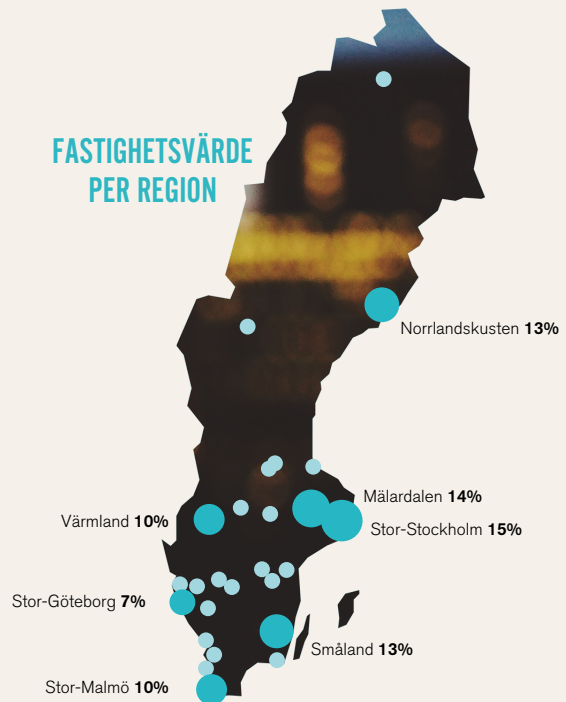 FASTIGHETSVÄRDE
PER REGION
Norrlandskusten 13%
Mälardalen 14%
Värmland 10%
Stor-Stockholm 15%
Stor-Göteborg 7%
Småland 13%
Stor-Malmö 10%